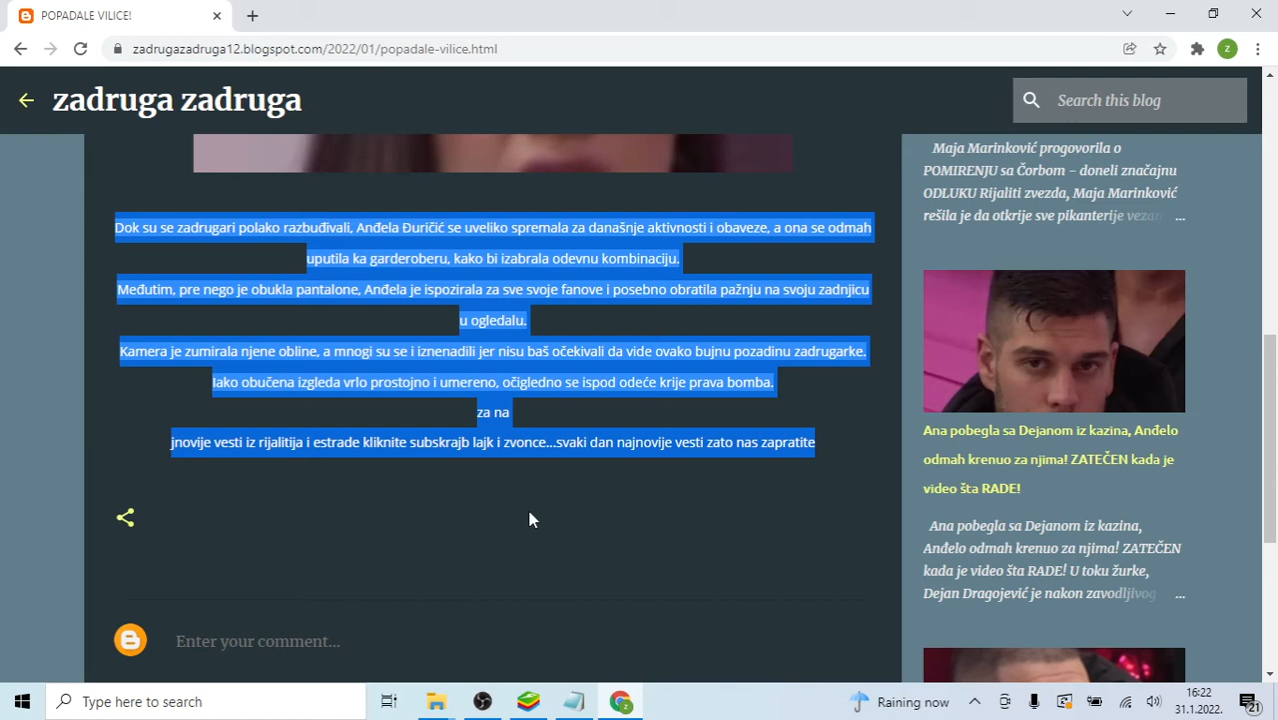 POPADALE VILICE!
zadrugazadruga12.blogspot.com/2022/01/popadale-vilice.html
z
zadruga zadruga
Search this blog
Dok su se zadrugari polako razbuđivali, Anđela Đuričić se uveliko spremala za današnje aktivnosti i obaveze, a ona se odmah
uputila ka garderoberu, kako bi izabrala odevnu kombinaciju.
Međutim, pre nego je obukla pantalone, Anđela je ispozirala za sve svoje fanove i posebno obratila pažnju na svoju zadnjicu
u ogledalu.
Kamera je zumirala njene obline, a mnogi su se i iznenadili jer nisu baš očekivali da vide ovako bujnu pozadinu zadrugarke.
Iako obučena izgleda vrlo prostojno i umereno, očigledno se ispod odeće krije prava bomba.
za na
jnovije vesti iz rijalitija i estrade kliknite subskrajb lajk i zvonce...svaki dan najnovije vesti zato nas zapratite
Enter your comment...
Maja Marinković progovorila o
POMIRENJU sa Čorbom - doneli značajnu
ODLUKU Rijaliti zvezda, Maja Marinković
rešila je da otkrije sve pikanterije vezan ...
Ana pobegla sa Dejanom iz kazina, Anđelo
odmah krenuo za njima! ZATEČEN kada je
video šta RADE!
Ana pobegla sa Dejanom iz kazina,
Anđelo odmah krenuo za njima! ZATEČEN
kada je video šta RADE! U toku žurke,
Dejan Dragojević je nakon zavodljivog ...
Type here to search
z
Raining now
16:22
31.1.2022.
21